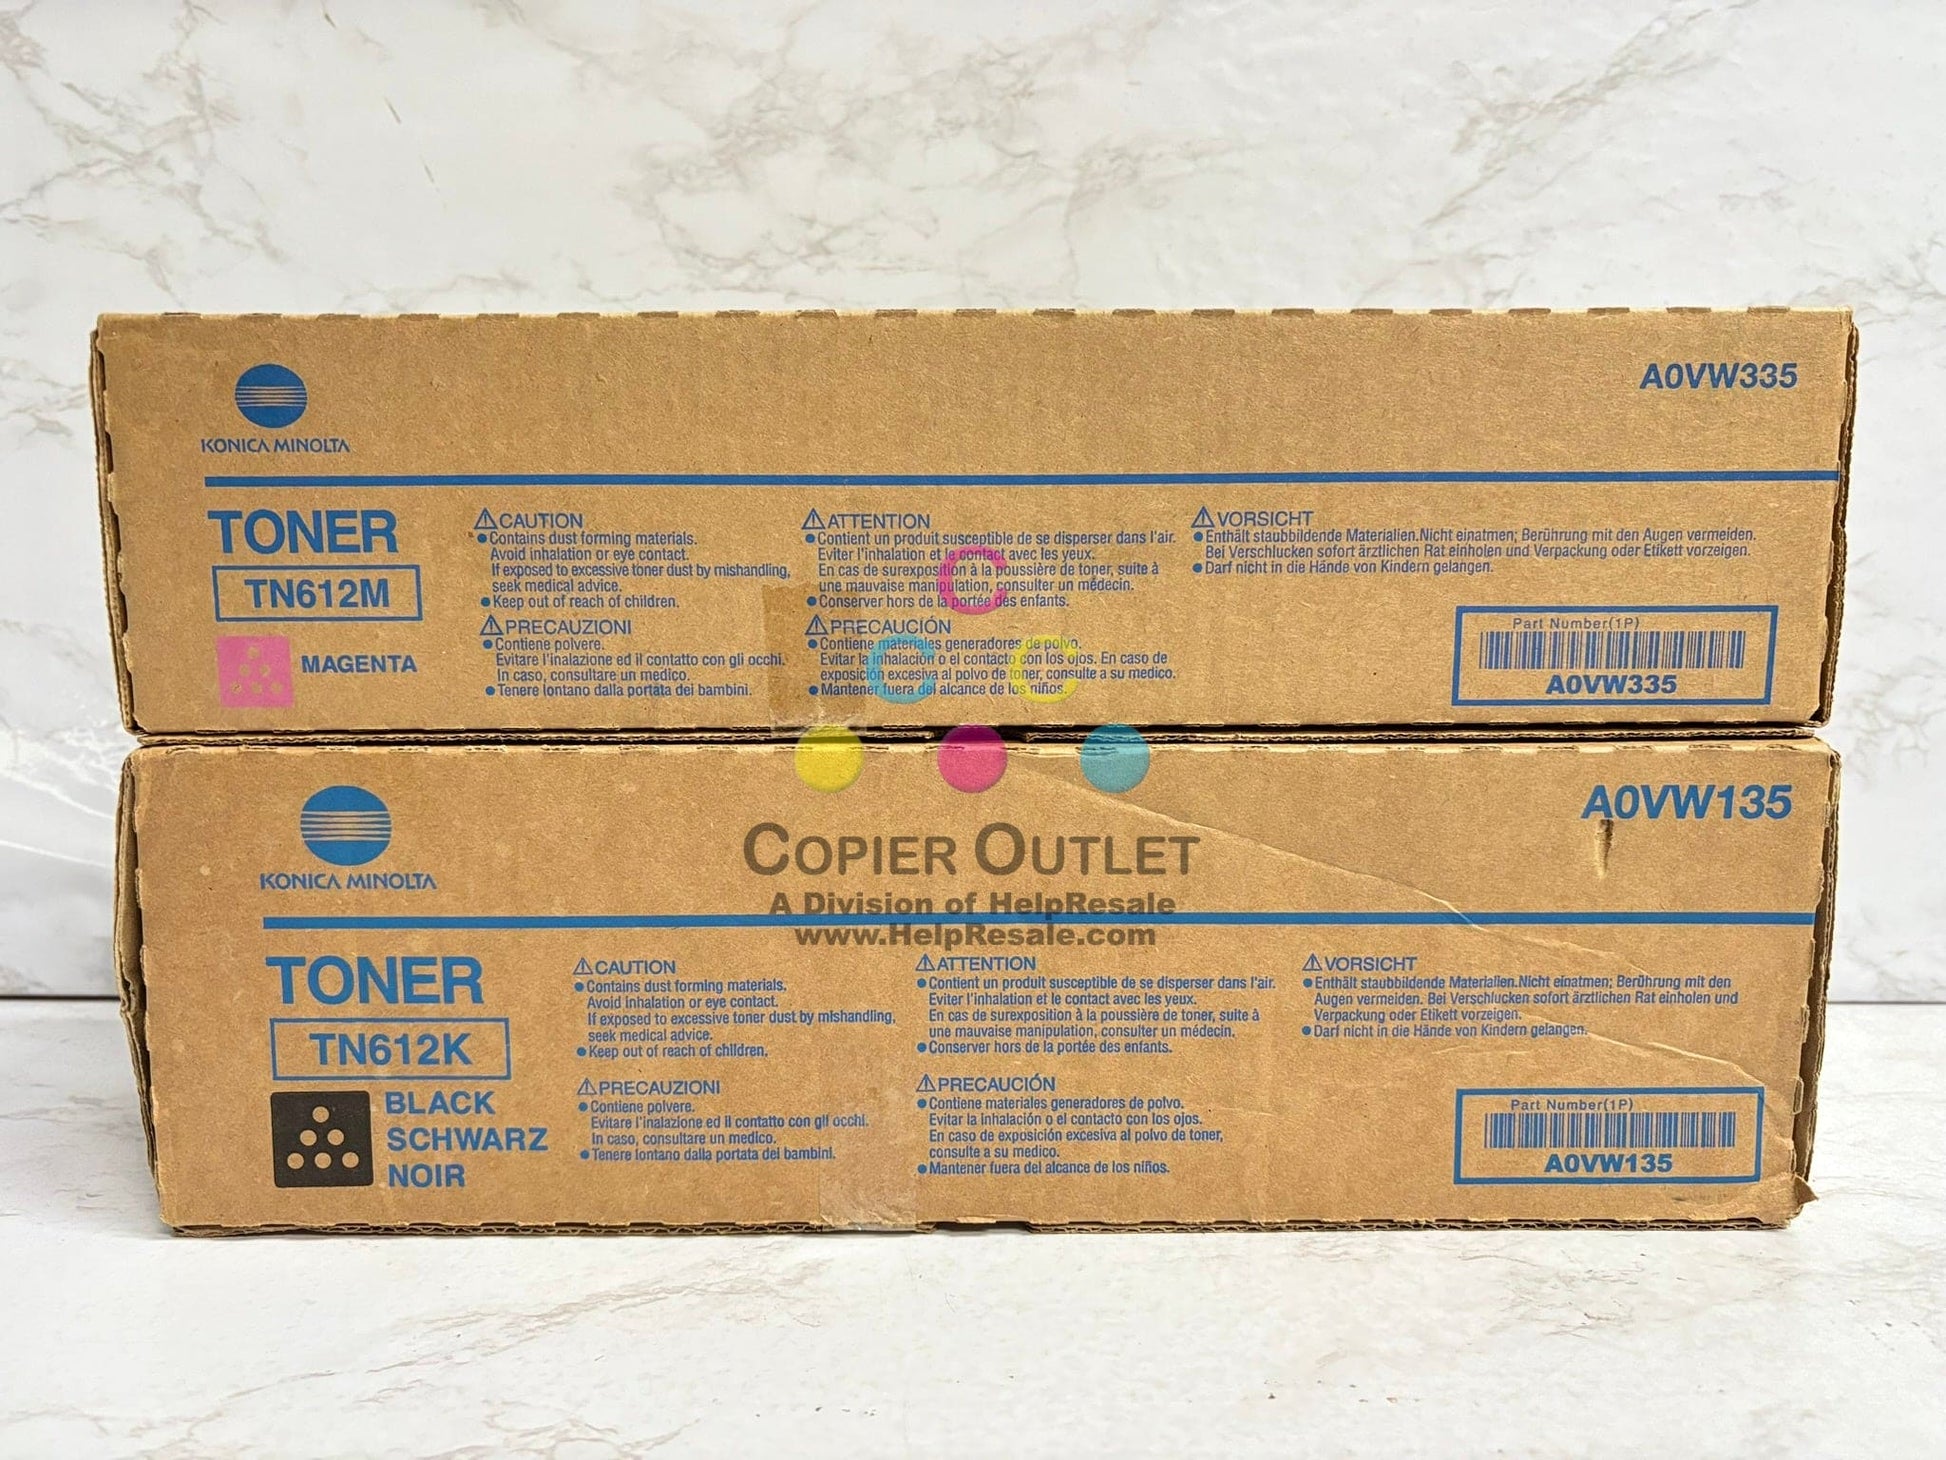 KONICA MINOLTA
A0VW335
TONER
TN612M
MAGENTA
⚠CAUTION
●Contains dust forming materials.
Avoid inhalation or eye contact.
If exposed to excessive toner dust by mishandling,
seek medical advice.
●Keep out of reach of children.
⚠PRECAUZIONI
●Contiene polvere.
Evitare l'inalazione ed il contatto con gli occhi.
In caso, consultare un medico.
●Tenere lontano dalla portata dei bambini.
⚠ATTENTION
●Contient un produit susceptible de se disperser dans l'air.
Eviter l'inhalation et le contact avec les yeux.
En cas de surexposition à la poussière de toner, suite à
une mauvaise manipulation, consulter un médecin.
●Conserver hors de la portée des enfants.
⚠PRECAUCIÓN
●Contiene materiales generadores de polvo.
Evitar la inhalación o el contacto con los ojos. En caso de
exposición excesiva al polvo de toner, consulte a su medico.
●Mantener fuera del alcance de los niños.
⚠VORSICHT
●Enthält staubbildende Materialien.Nicht einatmen; Berührung mit den Augen vermeiden.
Bei Verschlucken sofort ärztlichen Rat einholen und Verpackung oder Etikett vorzeigen.
●Darf nicht in die Hände von Kindern gelangen.
Part Number(1P)
A0VW335
C
C C
COPIER OUTLET
A Division of HelpResale
www.HelpResale.com
KONICA MINOLTA
A0VW135
TONER
TN612K
BLACK
SCHWARZ
NOIR
⚠CAUTION
●Contains dust forming materials.
Avoid inhalation or eye contact.
If exposed to excessive toner dust by mishandling,
seek medical advice.
●Keep out of reach of children.
⚠PRECAUZIONI
●Contiene polvere.
Evitare l'inalazione ed il contatto con gli occhi.
In caso, consultare un medico.
●Tenere lontano dalla portata dei bambini.
⚠ATTENTION
●Contient un produit susceptible de se disperser dans l'air.
Eviter l'inhalation et le contact avec les yeux.
En cas de surexposition à la poussière de toner, suite à
une mauvaise manipulation, consulter un médecin.
●Conserver hors de la portée des enfants.
⚠PRECAUCIÓN
●Contiene materiales generadores de polvo.
Evitar la inhalación o el contacto con los ojos.
En caso de exposición excesiva al polvo de toner,
consulte a su medico.
●Mantener fuera del alcance de los niños.
⚠VORSICHT
●Enthält staubbildende Materialien.Nicht einatmen; Berührung mit den
Augen vermeiden. Bei Verschlucken sofort ärztlichen Rat einholen und
Verpackung oder Etikett vorzeigen.
●Darf nicht in die Hände von Kindern gelangen.
Part Number(1P)
A0VW135